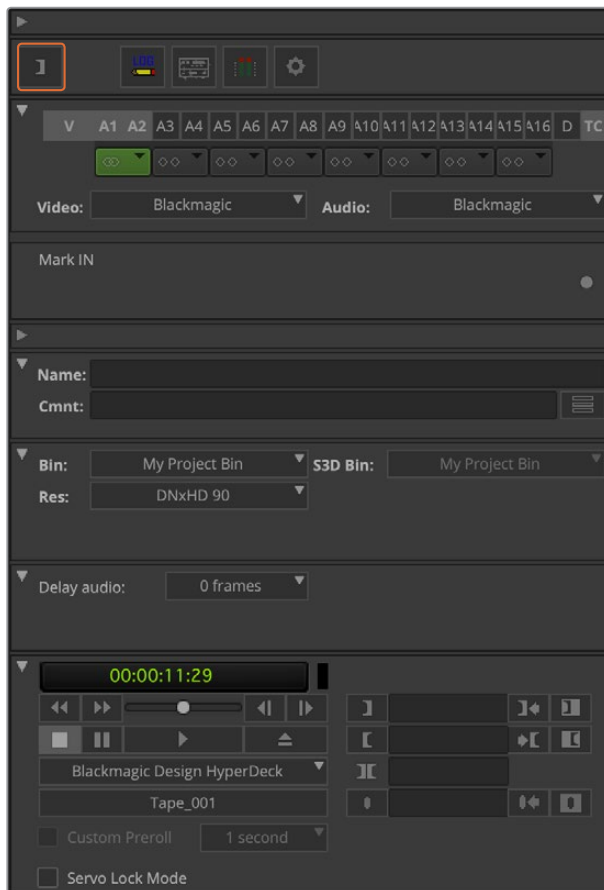 LOG
V A1 A2 A3 A4 A5 A6 A7 A8 A9 A10 A11 A12 A13 A14 A15 A16 D TC
Video: Blackmagic Audio: Blackmagic
Mark IN
Name:
Cmnt:
Bin: My Project Bin S3D Bin: My Project Bin
Res: DNxHD 90
Delay audio: 0 frames
00:00:11:29
Blackmagic Design HyperDeck
Tape_001
Custom Preroll 1 second
Servo Lock Mode